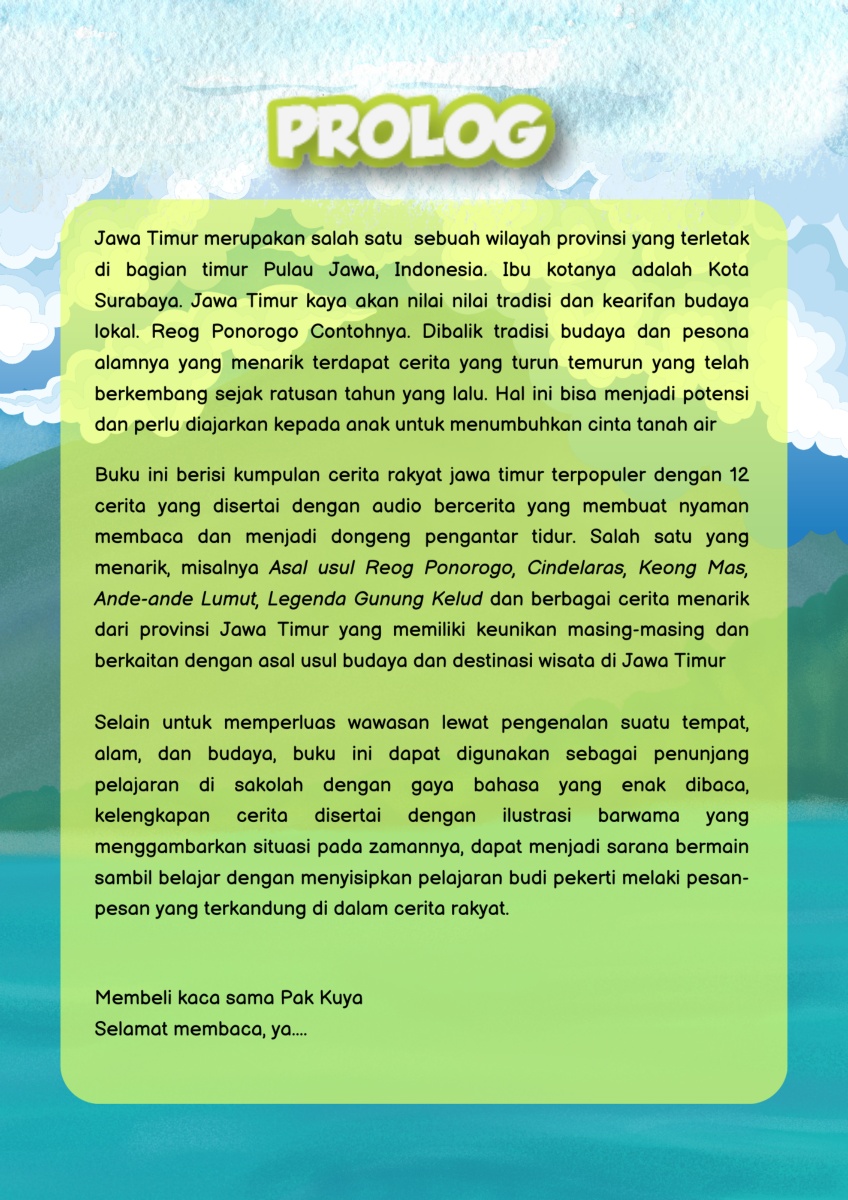 PROLOG
Jawa Timur merupakan salah satu  sebuah wilayah provinsi yang terletak
di bagian timur Pulau Jawa, Indonesia. Ibu kotanya adalah Kota
Surabaya. Jawa Timur kaya akan nilai nilai tradisi dan kearifan budaya
lokal. Reog Ponorogo Contohnya. Dibalik tradisi budaya dan pesona
alamnya yang menarik terdapat cerita yang turun temurun yang telah
berkembang sejak ratusan tahun yang lalu. Hal ini bisa menjadi potensi
dan perlu diajarkan kepada anak untuk menumbuhkan cinta tanah air
Buku ini berisi kumpulan cerita rakyat jawa timur terpopuler dengan 12
cerita yang disertai dengan audio bercerita yang membuat nyaman
membaca dan menjadi dongeng pengantar tidur. Salah satu yang
menarik, misalnya Asal usul Reog Ponorogo, Cindelaras, Keong Mas,
Ande-ande Lumut, Legenda Gunung Kelud dan berbagai cerita menarik
dari provinsi Jawa Timur yang memiliki keunikan masing-masing dan
berkaitan dengan asal usul budaya dan destinasi wisata di Jawa Timur
Selain untuk memperluas wawasan lewat pengenalan suatu tempat,
alam, dan budaya, buku ini dapat digunakan sebagai penunjang
pelajaran di sakolah dengan gaya bahasa yang enak dibaca,
kelengkapan cerita disertai dengan ilustrasi barwama yang
menggambarkan situasi pada zamannya, dapat menjadi sarana bermain
sambil belajar dengan menyisipkan pelajaran budi pekerti melaki pesan-
pesan yang terkandung di dalam cerita rakyat.
Membeli kaca sama Pak Kuya
Selamat membaca, ya....